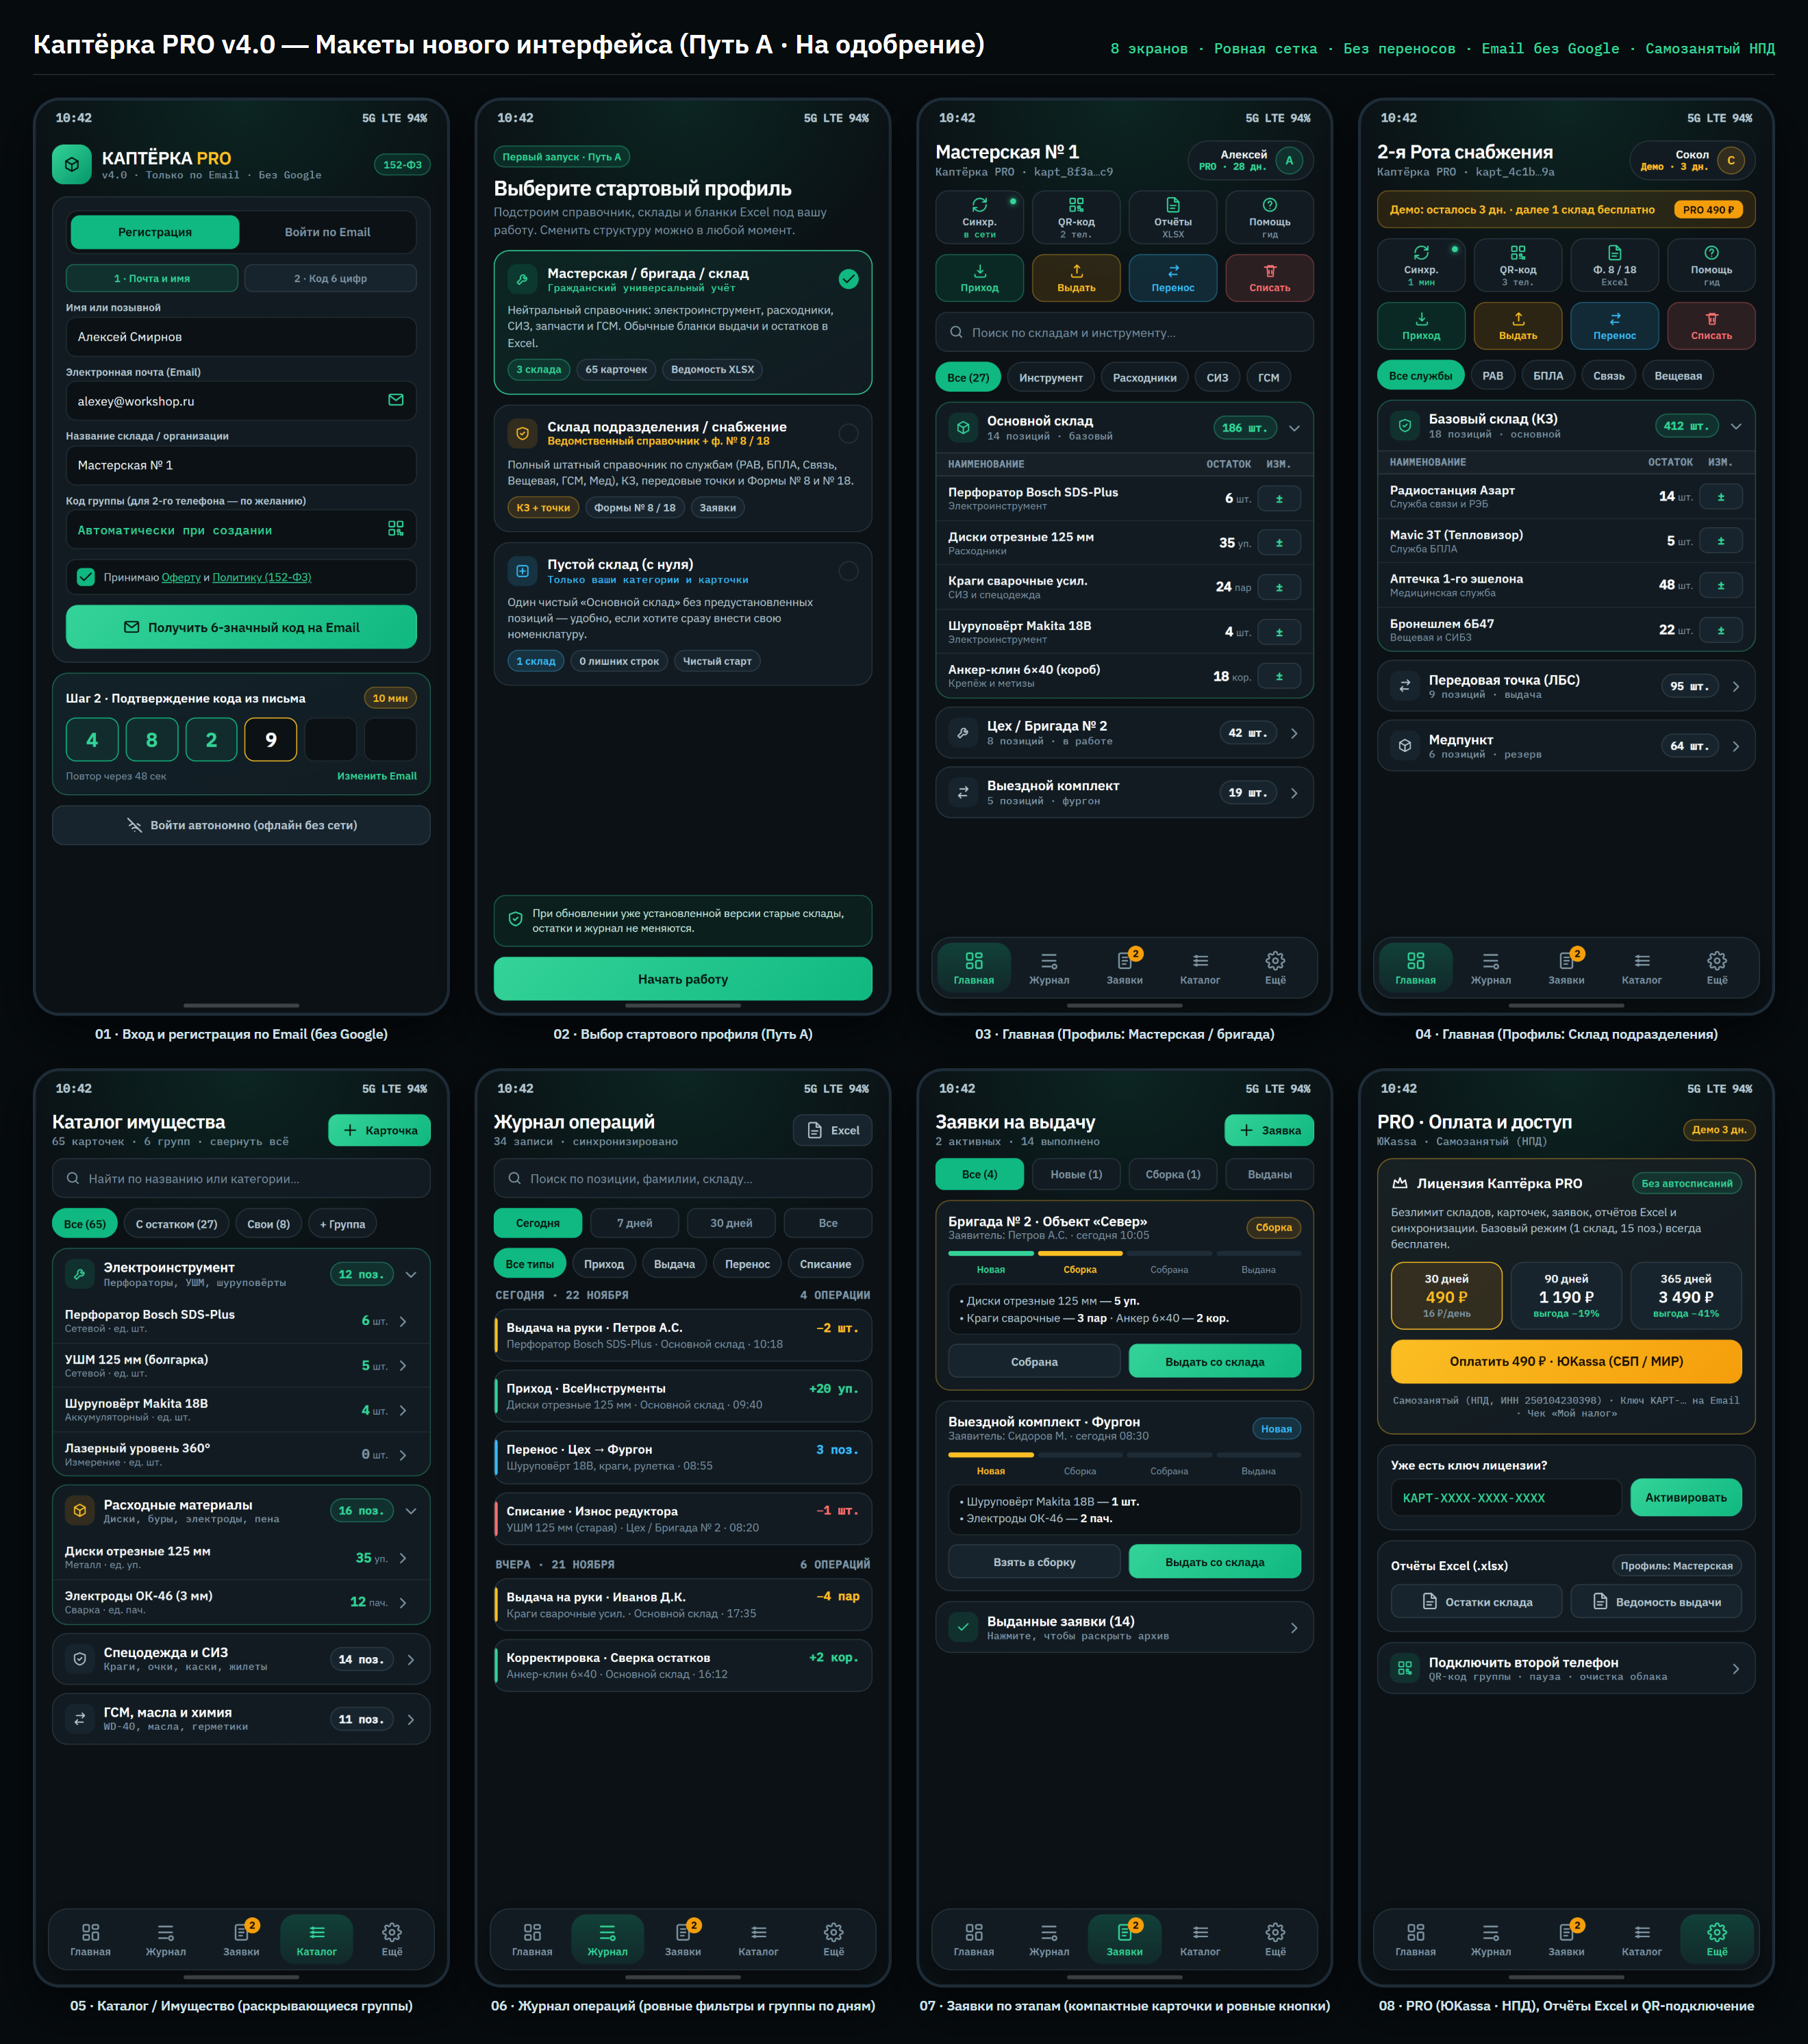 Каптёрка PRO v4.0 — Макеты нового интерфейса (Путь А · На одобрение)
8 экранов · Ровная сетка · Без переносов · Email без Google · Самозанятый НПД
10:42
5G LTE 94%
КАПТЁРКА PRO
v4.0 · Только по Email · Без Google
152-ФЗ
Регистрация
Войти по Email
1 · Почта и имя
2 · Код 6 цифр
Имя или позывной
Алексей Смирнов
Электронная почта (Email)
alexey@workshop.ru
Название склада / организации
Мастерская № 1
Код группы (для 2-го телефона — по желанию)
Автоматически при создании
Принимаю Оферту и Политику (152-ФЗ)
Получить 6-значный код на Email
Шаг 2 · Подтверждение кода из письма
10 мин
4 8 2 9
Повтор через 48 сек
Изменить Email
Войти автономно (офлайн без сети)
01 · Вход и регистрация по Email (без Google)
10:42
5G LTE 94%
Первый запуск · Путь А
Выберите стартовый профиль
Подстроим справочник, склады и бланки Excel под вашу
работу. Сменить структуру можно в любой момент.
Мастерская / бригада / склад
Гражданский универсальный учёт
Нейтральный справочник: электроинструмент, расходники,
СИЗ, запчасти и ГСМ. Обычные бланки выдачи и остатков в
Excel.
3 склада
65 карточек
Ведомость XLSX
Склад подразделения / снабжение
Ведомственный справочник + ф. № 8 / 18
Полный штатный справочник по службам (РАВ, БПЛА, Связь,
Вещевая, ГСМ, Мед), КЗ, передовые точки и Формы № 8 и № 18.
КЗ + точки
Формы № 8 / 18
Заявки
Пустой склад (с нуля)
Только ваши категории и карточки
Один чистый «Основной склад» без предустановленных
позиций — удобно, если хотите сразу внести свою
номенклатуру.
1 склад
0 лишних строк
Чистый старт
При обновлении уже установленной версии старые склады,
остатки и журнал не меняются.
Начать работу
02 · Выбор стартового профиля (Путь А)
10:42
5G LTE 94%
Мастерская № 1
Каптёрка PRO · kapt_8f3a…c9
Алексей
PRO · 28 дн.
А
Синхр.
в сети
QR-код
2 тел.
Отчёты
XLSX
Помощь
гид
Приход
Выдать
Перенос
Списать
Поиск по складам и инструменту…
Все (27)
Инструмент
Расходники
СИЗ
ГСМ
Основной склад
14 позиций · базовый
186 шт.
НАИМЕНОВАНИЕ
ОСТАТОК
ИЗМ.
Перфоратор Bosch SDS-Plus
Электроинструмент
6 шт.
±
Диски отрезные 125 мм
Расходники
35 уп.
±
Краги сварочные усил.
СИЗ и спецодежда
24 пар
±
Шуруповёрт Makita 18В
Электроинструмент
4 шт.
±
Анкер-клин 6×40 (короб)
Крепёж и метизы
18 кор.
±
Цех / Бригада № 2
8 позиций · в работе
42 шт.
Выездной комплект
5 позиций · фургон
19 шт.
Главная
Журнал
2
Заявки
Каталог
Ещё
03 · Главная (Профиль: Мастерская / бригада)
10:42
5G LTE 94%
2-я Рота снабжения
Каптёрка PRO · kapt_4c1b…9a
Сокол
Демо · 3 дн.
С
Демо: осталось 3 дн. · далее 1 склад бесплатно
PRO 490 ₽
Синхр.
1 мин
QR-код
3 тел.
Ф. 8 / 18
Excel
Помощь
гид
Приход
Выдать
Перенос
Списать
Все службы
РАВ
БПЛА
Связь
Вещевая
Базовый склад (КЗ)
18 позиций · основной
412 шт.
НАИМЕНОВАНИЕ
ОСТАТОК
ИЗМ.
Радиостанция Азарт
Служба связи и РЭБ
14 шт.
±
Mavic 3T (Тепловизор)
Служба БПЛА
5 шт.
±
Аптечка 1-го эшелона
Медицинская служба
48 шт.
±
Бронешлем 6Б47
Вещевая и СИБЗ
22 шт.
±
Передовая точка (ЛБС)
9 позиций · выдача
95 шт.
Медпункт
6 позиций · резерв
64 шт.
Главная
Журнал
2
Заявки
Каталог
Ещё
04 · Главная (Профиль: Склад подразделения)
10:42
5G LTE 94%
Каталог имущества
65 карточек · 6 групп · свернуть всё
Карточка
Найти по названию или категории…
Все (65)
С остатком (27)
Свои (8)
+ Группа
Электроинструмент
Перфораторы, УШМ, шуруповёрты
12 поз.
Перфоратор Bosch SDS-Plus
Сетевой · ед. шт.
6 шт.
УШМ 125 мм (болгарка)
Сетевой · ед. шт.
5 шт.
Шуруповёрт Makita 18В
Аккумуляторный · ед. шт.
4 шт.
Лазерный уровень 360°
Измерение · ед. шт.
0 шт.
Расходные материалы
Диски, буры, электроды, пена
16 поз.
Диски отрезные 125 мм
Металл · ед. уп.
35 уп.
Электроды ОК-46 (3 мм)
Сварка · ед. пач.
12 пач.
Спецодежда и СИЗ
Краги, очки, каски, жилеты
14 поз.
ГСМ, масла и химия
WD-40, масла, герметики
11 поз.
Главная
Журнал
2
Заявки
Каталог
Ещё
05 · Каталог / Имущество (раскрывающиеся группы)
10:42
5G LTE 94%
Журнал операций
34 записи · синхронизировано
Excel
Поиск по позиции, фамилии, складу…
Сегодня
7 дней
30 дней
Все
Все типы
Приход
Выдача
Перенос
Списание
СЕГОДНЯ · 22 НОЯБРЯ
4 ОПЕРАЦИИ
Выдача на руки · Петров А.С.
−2 шт.
Перфоратор Bosch SDS-Plus · Основной склад · 10:18
Приход · ВсеИнструменты
+20 уп.
Диски отрезные 125 мм · Основной склад · 09:40
Перенос · Цех → Фургон
3 поз.
Шуруповёрт 18В, краги, рулетка · 08:55
Списание · Износ редуктора
−1 шт.
УШМ 125 мм (старая) · Цех / Бригада № 2 · 08:20
ВЧЕРА · 21 НОЯБРЯ
6 ОПЕРАЦИЙ
Выдача на руки · Иванов Д.К.
−4 пар
Краги сварочные усил. · Основной склад · 17:35
Корректировка · Сверка остатков
+2 кор.
Анкер-клин 6×40 · Основной склад · 16:12
Главная
Журнал
2
Заявки
Каталог
Ещё
06 · Журнал операций (ровные фильтры и группы по дням)
10:42
5G LTE 94%
Заявки на выдачу
2 активных · 14 выполнено
Заявка
Все (4)
Новые (1)
Сборка (1)
Выданы
Бригада № 2 · Объект «Север»
Заявитель: Петров А.С. · сегодня 10:05
Сборка
Новая
Сборка
Собрана
Выдана
• Диски отрезные 125 мм — 5 уп.
• Краги сварочные — 3 пар · Анкер 6×40 — 2 кор.
Собрана
Выдать со склада
Выездной комплект · Фургон
Заявитель: Сидоров М. · сегодня 08:30
Новая
Новая
Сборка
Собрана
Выдана
• Шуруповёрт Makita 18В — 1 шт.
• Электроды ОК-46 — 2 пач.
Взять в сборку
Выдать со склада
Выданные заявки (14)
Нажмите, чтобы раскрыть архив
Главная
Журнал
2
Заявки
Каталог
Ещё
07 · Заявки по этапам (компактные карточки и ровные кнопки)
10:42
5G LTE 94%
PRO · Оплата и доступ
ЮKassa · Самозанятый (НПД)
Демо 3 дн.
Лицензия Каптёрка PRO
Без автосписаний
Безлимит складов, карточек, заявок, отчётов Excel и
синхронизации. Базовый режим (1 склад, 15 поз.) всегда
бесплатен.
30 дней
490 ₽
16 ₽/день
90 дней
1 190 ₽
выгода −19%
365 дней
3 490 ₽
выгода −41%
Оплатить 490 ₽ · ЮKassa (СБП / МИР)
Самозанятый (НПД, ИНН 250104230398) · Ключ КАРТ-… на Email
· Чек «Мой налог»
Уже есть ключ лицензии?
КАРТ-XXXX-XXXX-XXXX
Активировать
Отчёты Excel (.xlsx)
Профиль: Мастерская
Остатки склада
Ведомость выдачи
Подключить второй телефон
QR-код группы · пауза · очистка облака
Главная
Журнал
2
Заявки
Каталог
Ещё
08 · PRO (ЮKassa · НПД), Отчёты Excel и QR-подключение